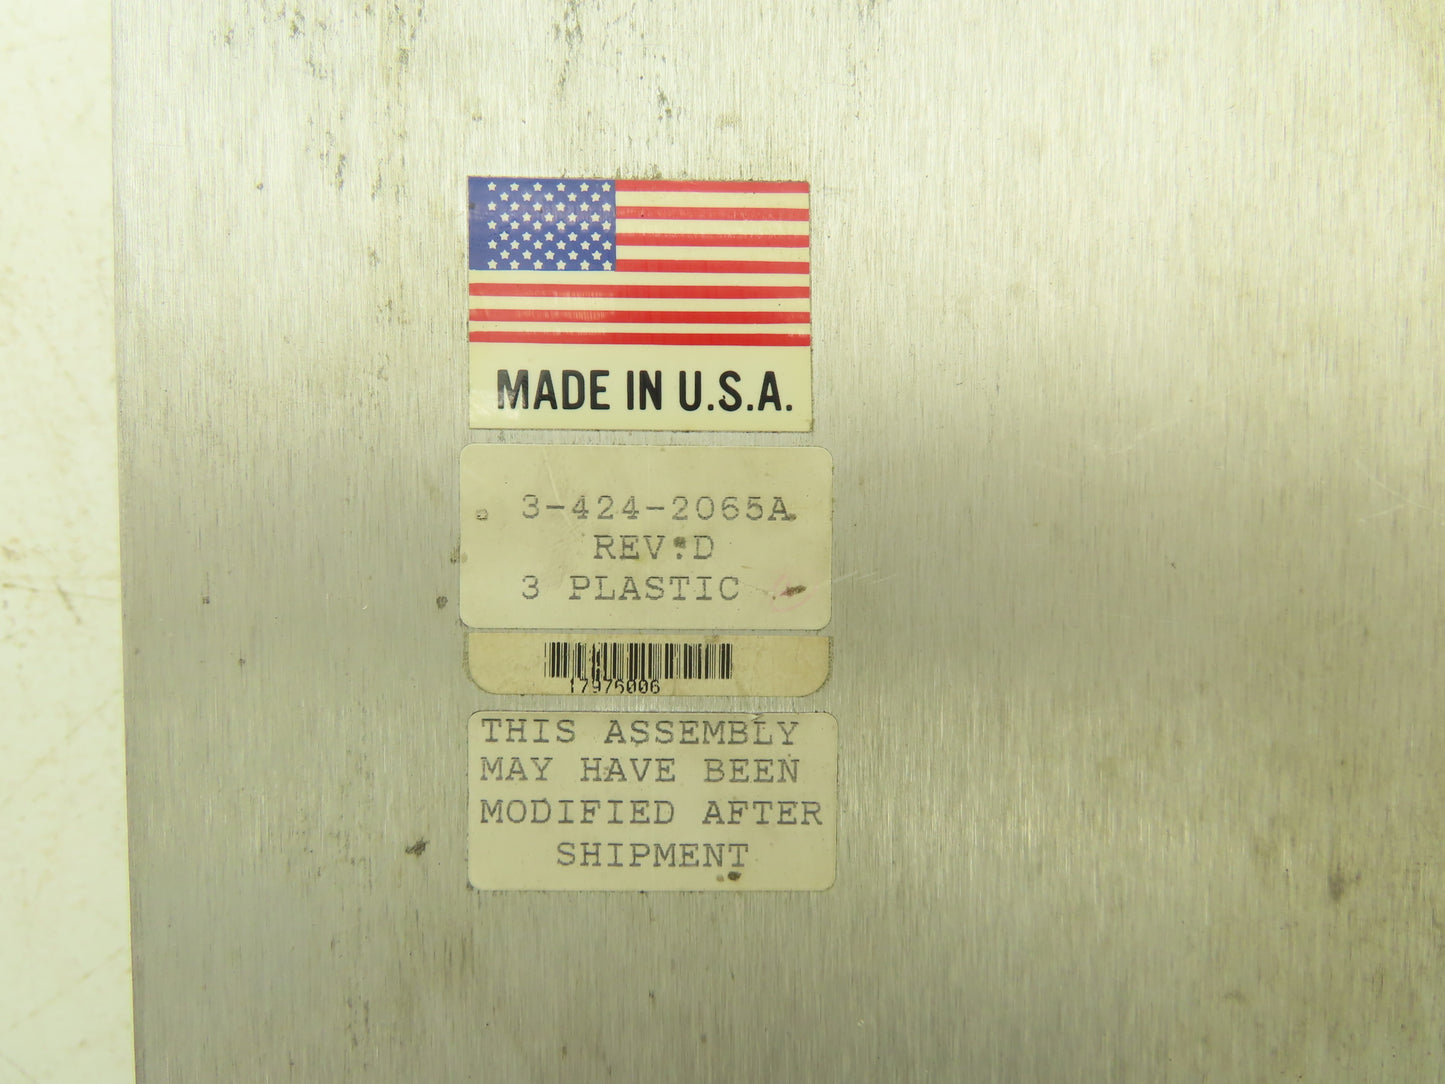 MADE IN U.S.A.
3-424-2065A
REV:D
3 PLASTIC
17976006
THIS ASSEMBLY
MAY HAVE BEEN
MODIFIED AFTER
SHIPMENT